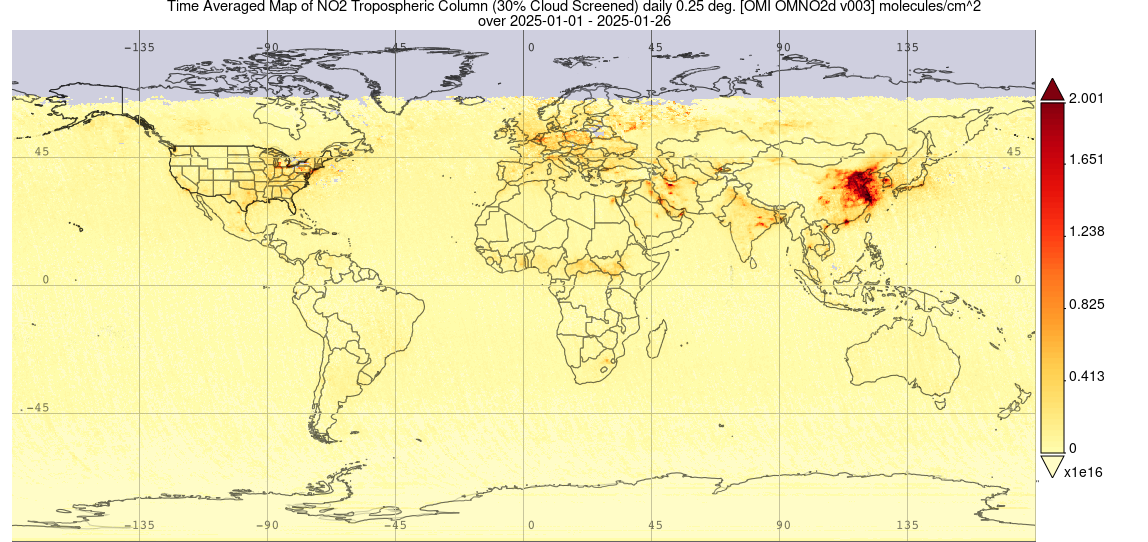 Time Averaged Map of NO2 Tropospheric Column (30% Cloud Screened) daily 0.25 deg. [OMI OMNO2d v003] molecules/cm^2
over 2025-01-01 - 2025-01-26
-135 -90 -45 0 45 90 135
2.001
45 45
1.651
1.238
0 0
0.825
0.413
-45 -45
0
x1e16
-135 -90 -45 0 45 90 135